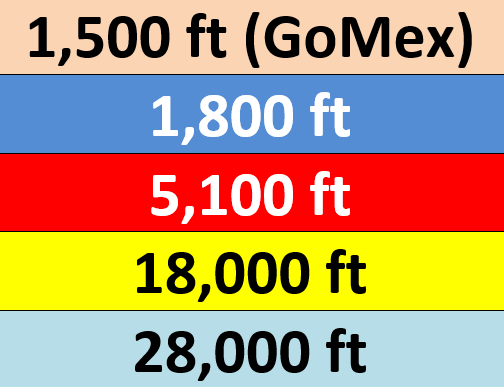 1,500 ft (GoMex)
1,800 ft
5,100 ft
18,000 ft
28,000 ft